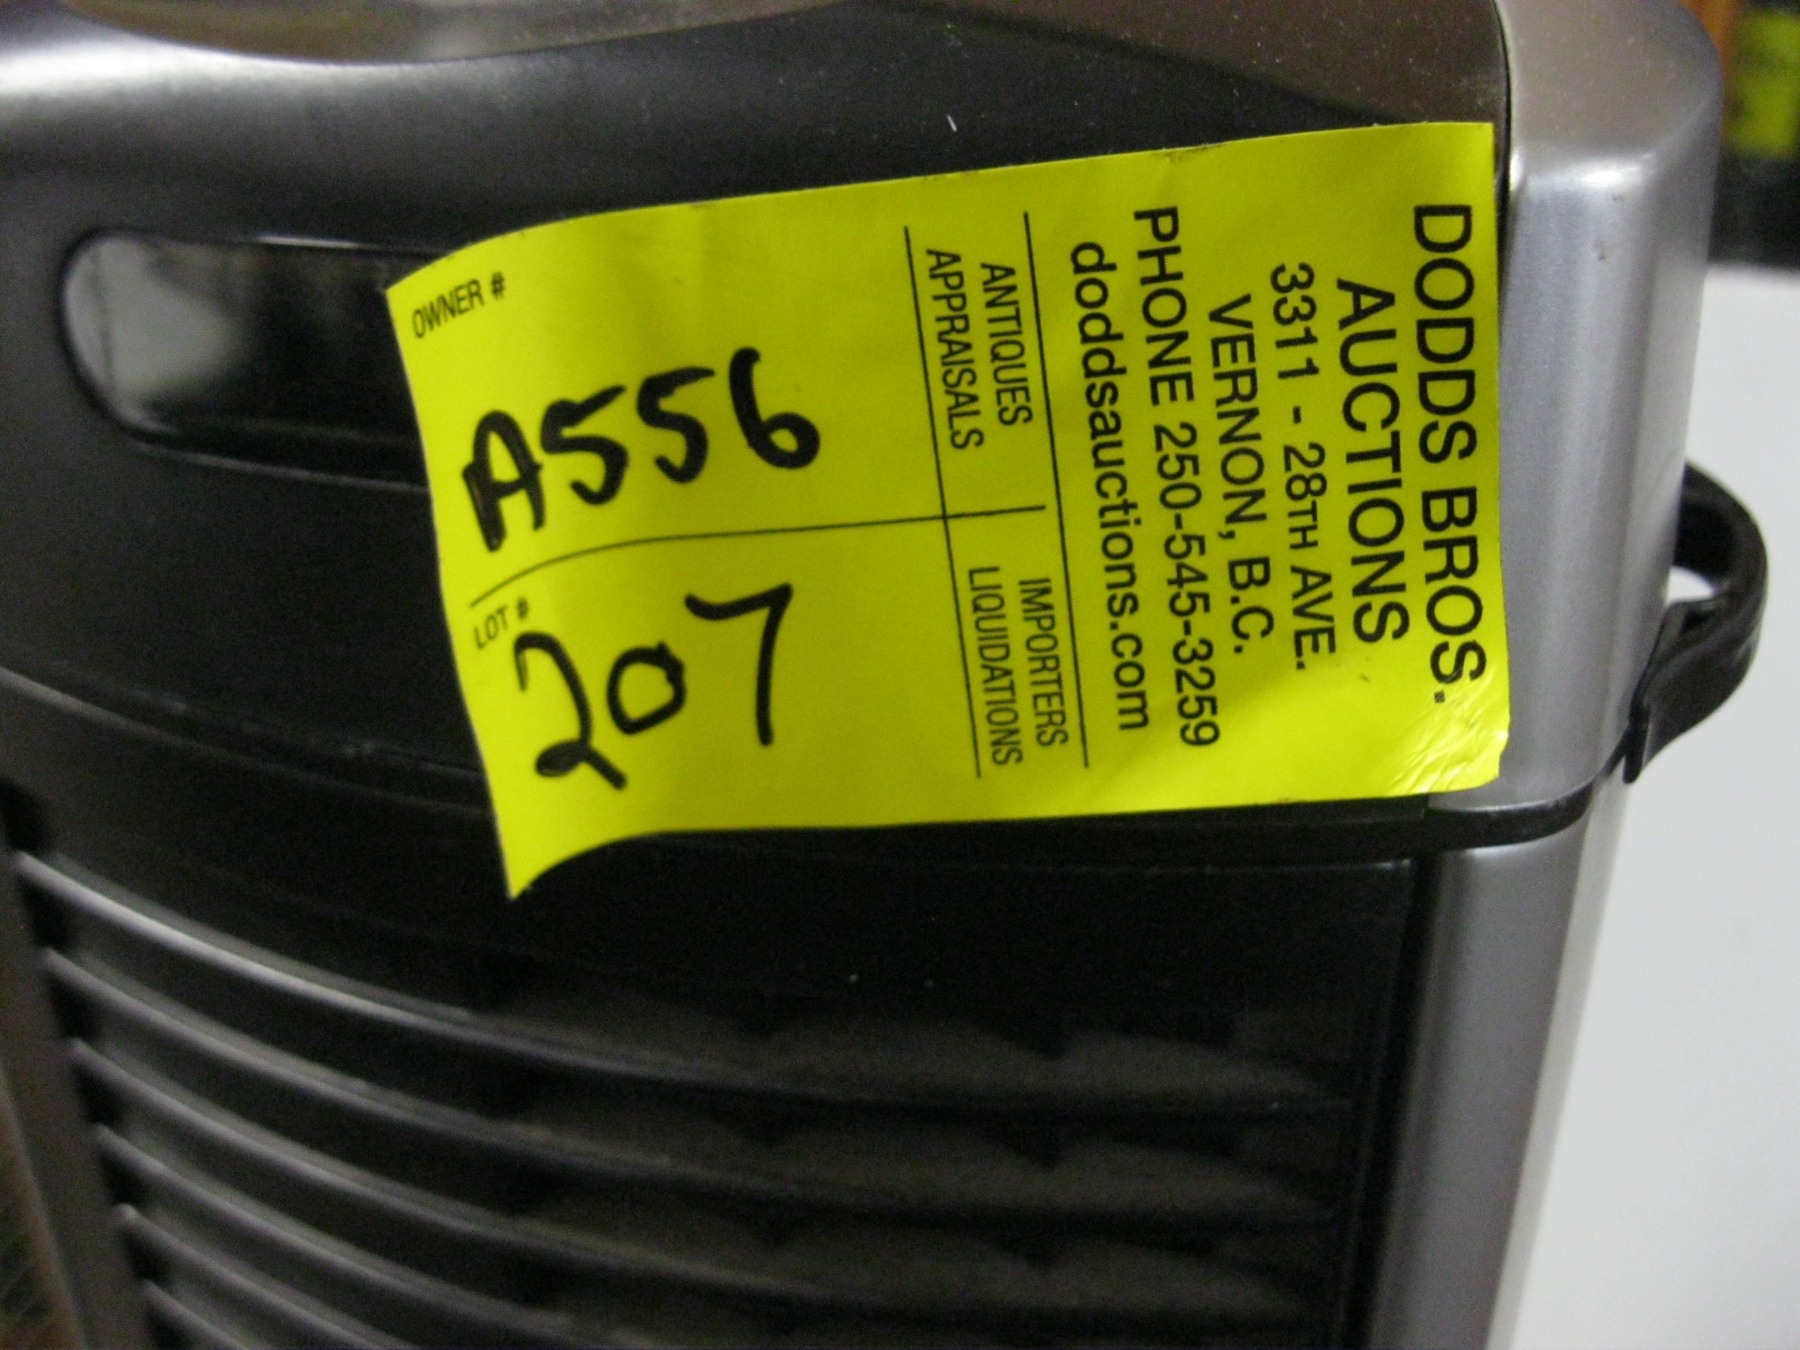 DODDS BROS.
AUCTIONS
3311 - 28TH AVE.
VERNON, B.C.
PHONE 250-545-3259
doddsauctions.com
ANTIQUES
APPRAISALS
IMPORTERS
LIQUIDATIONS
OWNER #
A556
LOT #
207